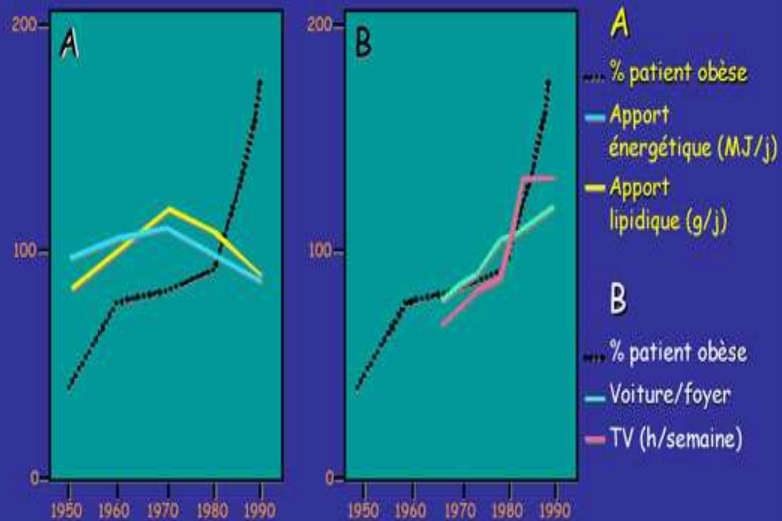 200
A
100
0
1950 1960 1970 1980 1990
200
B
100
0
1950 1960 1970 1980 1990
A
% patient obèse
Apport
énergétique (MJ/j)
Apport
lipidique (g/j)
B
% patient obèse
Voiture/foyer
TV (h/semaine)